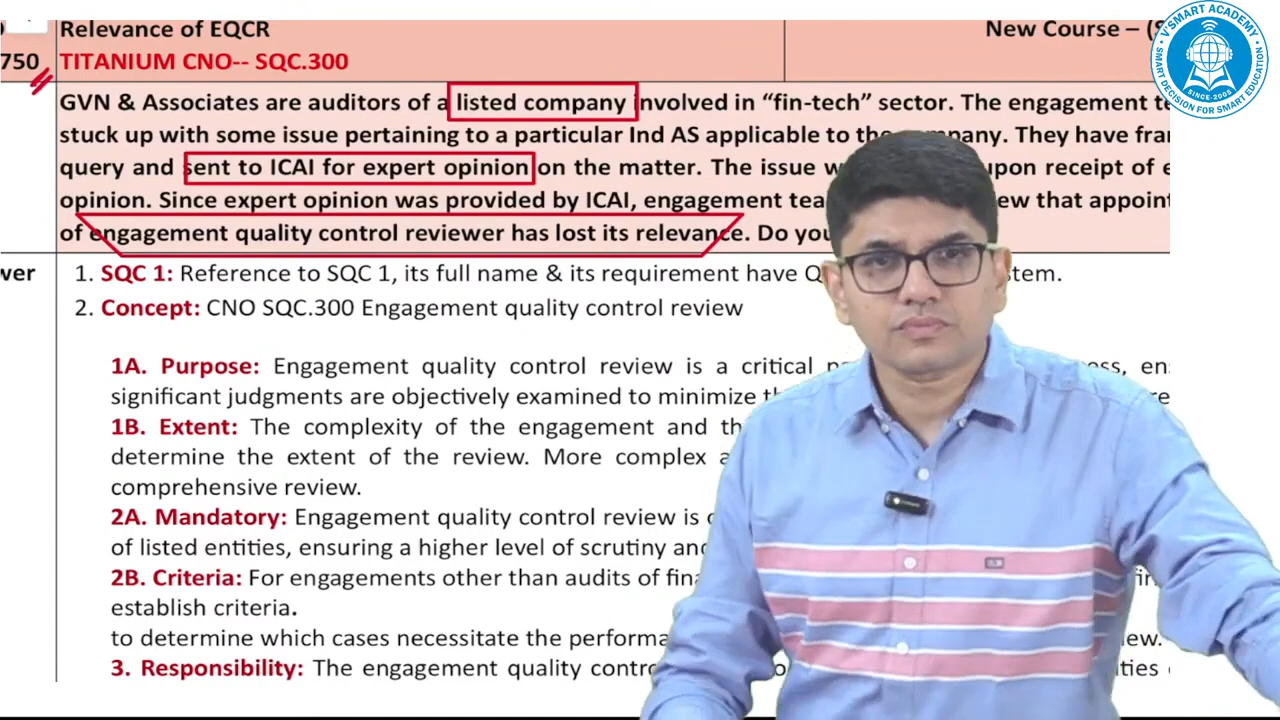 Relevance of EQCR
New Course – (S
750 TITANIUM CNO-- SQC.300
GVN & Associates are auditors of a listed company involved in “fin-tech” sector. The engagement te
stuck up with some issue pertaining to a particular Ind AS applicable to the company. They have fra
query and sent to ICAI for expert opinion on the matter. The issue w upon receipt of e
opinion. Since expert opinion was provided by ICAI, engagement tea ew that appoint
of engagement quality control reviewer has lost its relevance. Do you
wer 1. SQC 1: Reference to SQC 1, its full name & its requirement have Q stem.
2. Concept: CNO SQC.300 Engagement quality control review
1A. Purpose: Engagement quality control review is a critical ess, en
significant judgments are objectively examined to minimize th re
1B. Extent: The complexity of the engagement and th
determine the extent of the review. More complex a
comprehensive review.
2A. Mandatory: Engagement quality control review is
of listed entities, ensuring a higher level of scrutiny and
2B. Criteria: For engagements other than audits of fina fir
establish criteria.
to determine which cases necessitate the performa ew.
3. Responsibility: The engagement quality contro ities
V'SMART ACADEMY
SMART DECISION FOR SMART EDUCATION
SINCE-2005